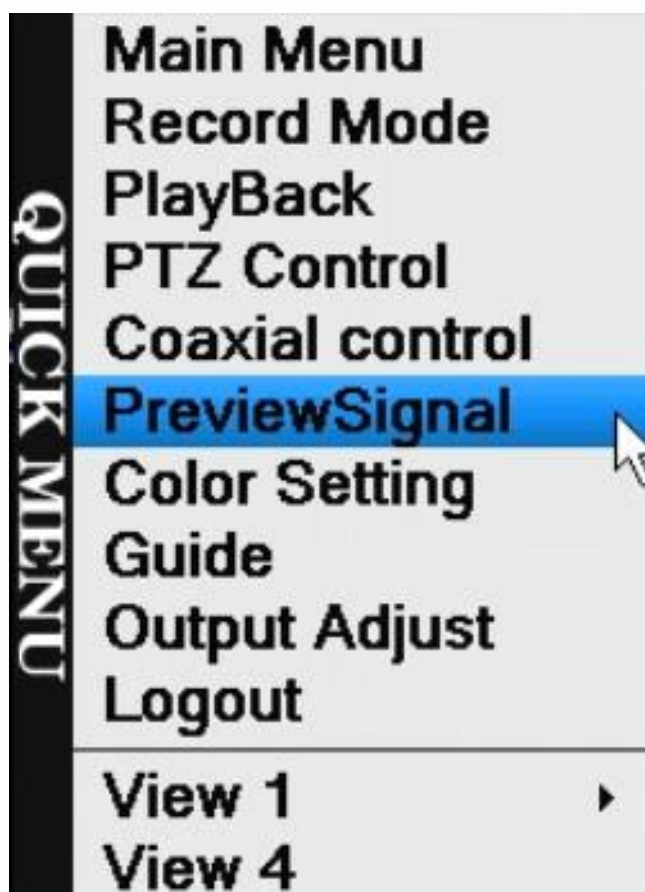 QUICK MENU
Main Menu
Record Mode
PlayBack
PTZ Control
Coaxial control
PreviewSignal
Color Setting
Guide
Output Adjust
Logout
View 1
View 4